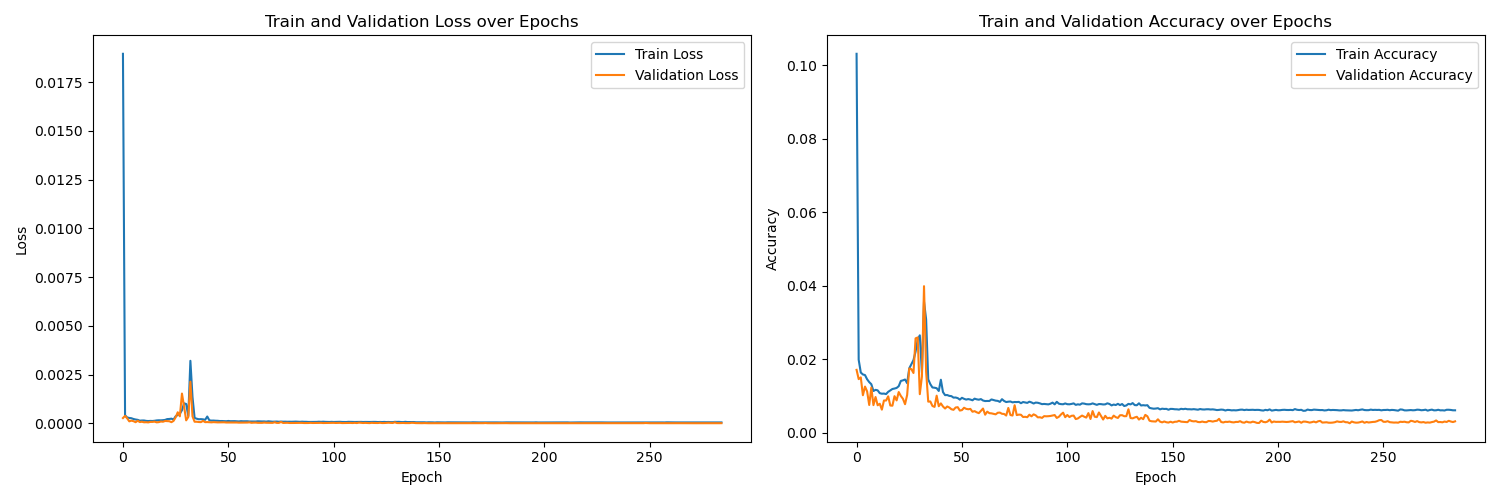 Train and Validation Loss over Epochs
Train Loss
Validation Loss
0.0175
0.0150
0.0125
0.0100
0.0075
0.0050
0.0025
0.0000
Loss
0 50 100 150 200 250
Epoch
Train and Validation Accuracy over Epochs
Train Accuracy
Validation Accuracy
0.10
0.08
0.06
0.04
0.02
0.00
Accuracy
0 50 100 150 200 250
Epoch